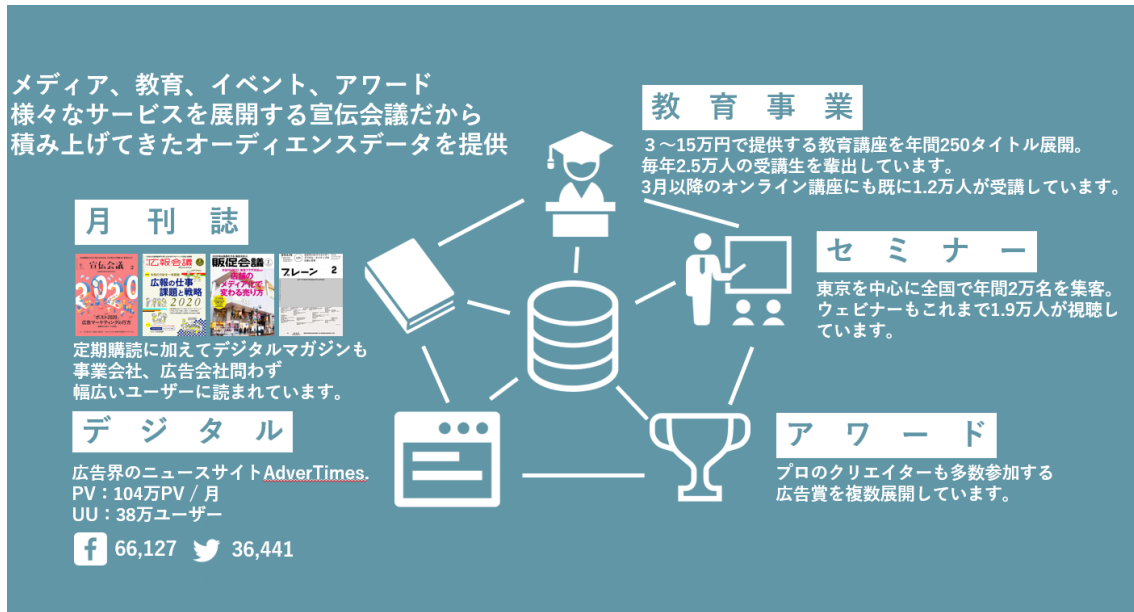 メディア、教育、イベント、アワード
様々なサービスを展開する宣伝会議だから
積み上げてきたオーディエンスデータを提供
教育事業
３～15万円で提供する教育講座を年間250タイトル展開。
毎年2.5万人の受講生を輩出しています。
3月以降のオンライン講座にも既に1.2万人が受講しています。
月刊誌
宣伝会議
2020
広報会議
広報の仕事
課題と戦略
2020
販促会議
店舗の
メディア化で
変わる売り方
ブレーン 2
定期購読に加えてデジタルマガジンも
事業会社、広告会社問わず
幅広いユーザーに読まれています。
セミナー
東京を中心に全国で年間2万名を集客。
ウェビナーもこれまで1.9万人が視聴し
ています。
デジタル
広告界のニュースサイトAdverTimes.
PV：104万PV / 月
UU：38万ユーザー
66,127
36,441
アワード
プロのクリエイターも多数参加する
広告賞を複数展開しています。